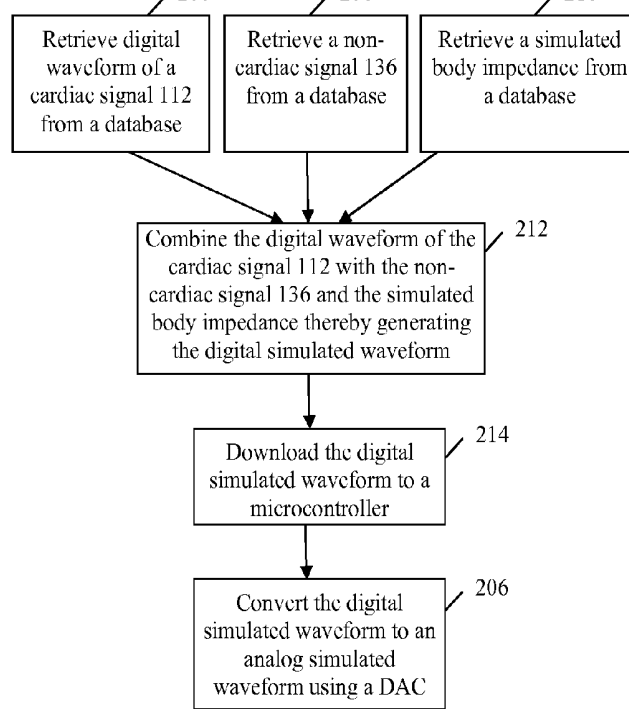 Retrieve digital
waveform of a
cardiac signal 112
from a database
Retrieve a non-
cardiac signal 136
from a database
Retrieve a simulated
body impedance from
a database
212
Combine the digital waveform of the
cardiac signal 112 with the non-
cardiac signal 136 and the simulated
body impedance thereby generating
the digital simulated waveform
214
Download the digital
simulated waveform to a
microcontroller
206
Convert the digital
simulated waveform to an
analog simulated
waveform using a DAC